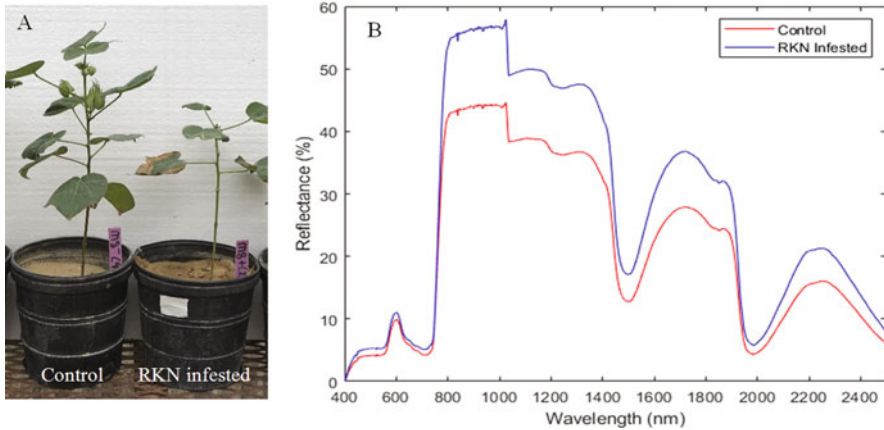 A
Control
RKN infested
B
Control
RKN Infested
Reflectance (%)
60
50
40
30
20
10
0
400 600 800 1000 1200 1400 1600 1800 2000 2200 2400
Wavelength (nm)